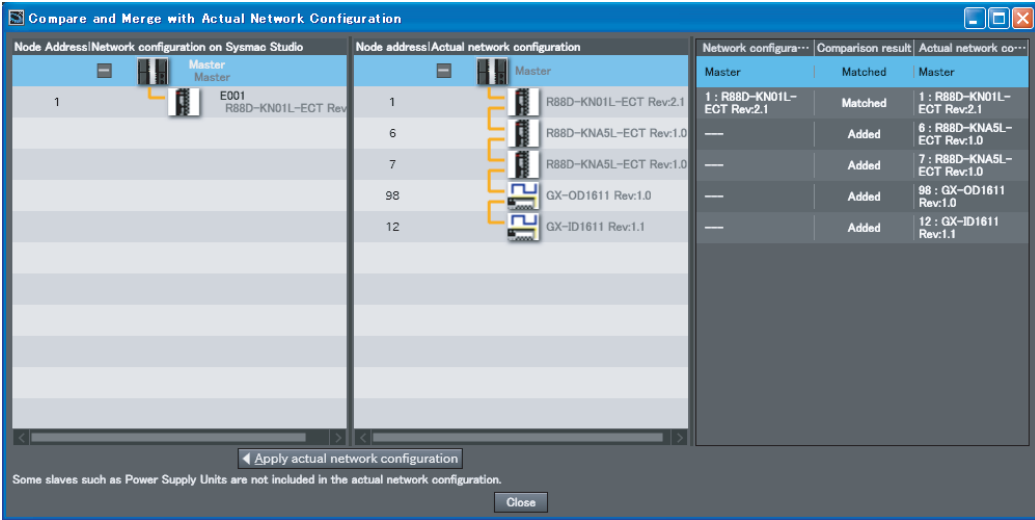 Compare and Merge with Actual Network Configuration
Node Address|Network configuration on Sysmac Studio
Master
Master
1
E001
R88D-KN01L-ECT Rev
Node address|Actual network configuration
Master
1
R88D-KN01L-ECT Rev:2.1
6
R88D-KNA5L-ECT Rev:1.0
7
R88D-KNA5L-ECT Rev:1.0
98
GX-OD1611 Rev:1.0
12
GX-ID1611 Rev:1.1
Network configura··· Comparison result Actual network co···
Master Matched Master
1 : R88D-KN01L-
ECT Rev:2.1
Matched
1 : R88D-KN01L-
ECT Rev:2.1
---
Added
6 : R88D-KNA5L-
ECT Rev:1.0
---
Added
7 : R88D-KNA5L-
ECT Rev:1.0
---
Added
98 : GX-OD1611
Rev:1.0
---
Added
12 : GX-ID1611
Rev:1.1
Apply actual network configuration
Some slaves such as Power Supply Units are not included in the actual network configuration.
Close